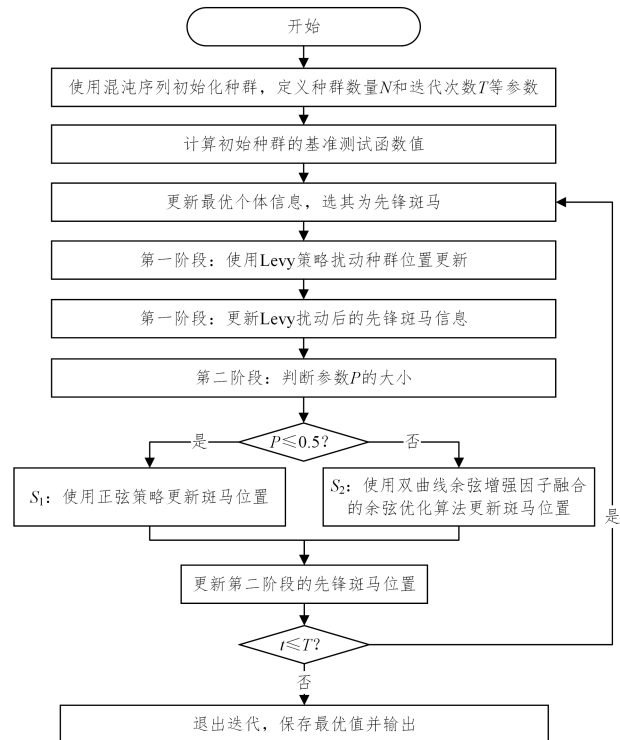 开始
使用混沌序列初始化种群，定义种群数量N和迭代次数T等参数
计算初始种群的基准测试函数值
更新最优个体信息，选其为先锋斑马
第一阶段：使用Levy策略扰动种群位置更新
第一阶段：更新Levy扰动后的先锋斑马信息
第二阶段：判断参数P的大小
P≤0.5?
是
否
S₁：使用正弦策略更新斑马位置
S₂：使用双曲线余弦增强因子融合
的余弦优化算法更新斑马位置
是
更新第二阶段的先锋斑马位置
t≤T?
否
退出迭代，保存最优值并输出